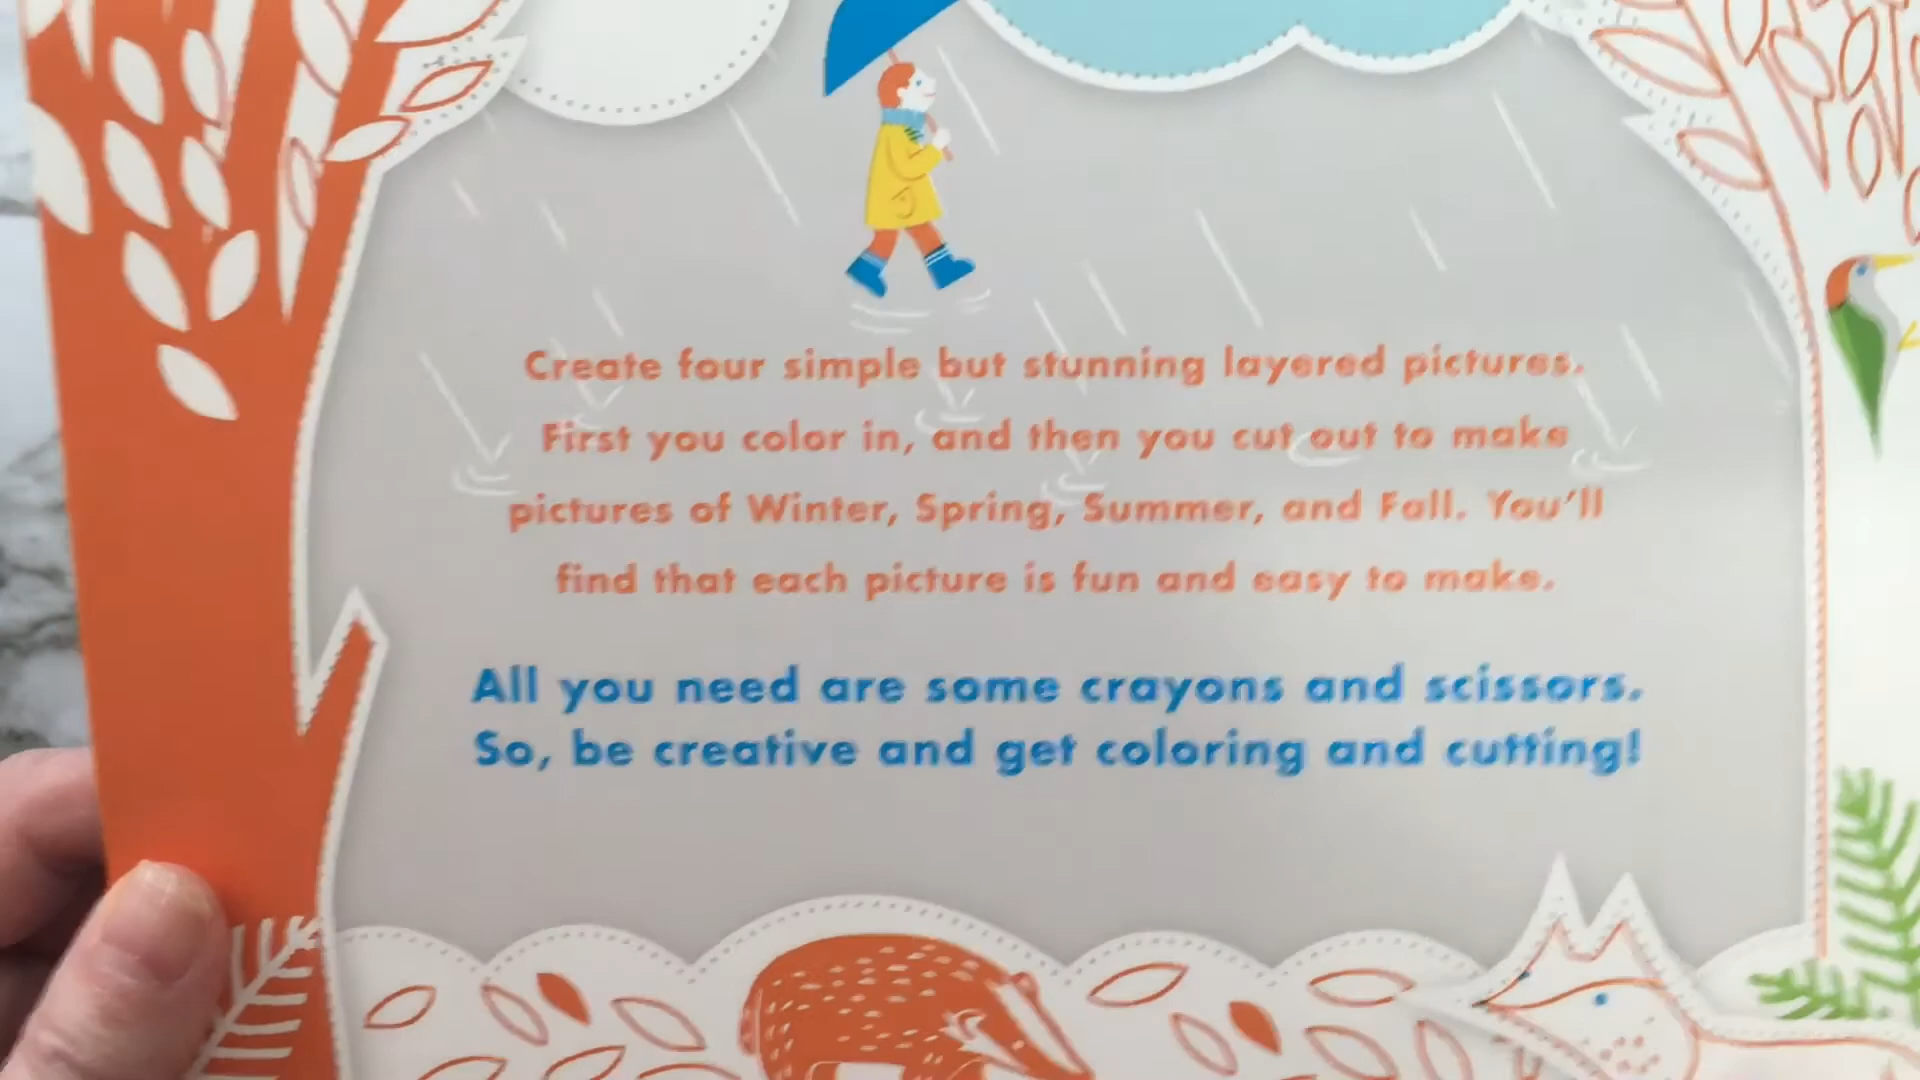 Create four simple but stunning layered pictures.
First you color in, and then you cut out to make
pictures of Winter, Spring, Summer, and Fall. You'll
find that each picture is fun and easy to make.
All you need are some crayons and scissors.
So, be creative and get coloring and cutting!